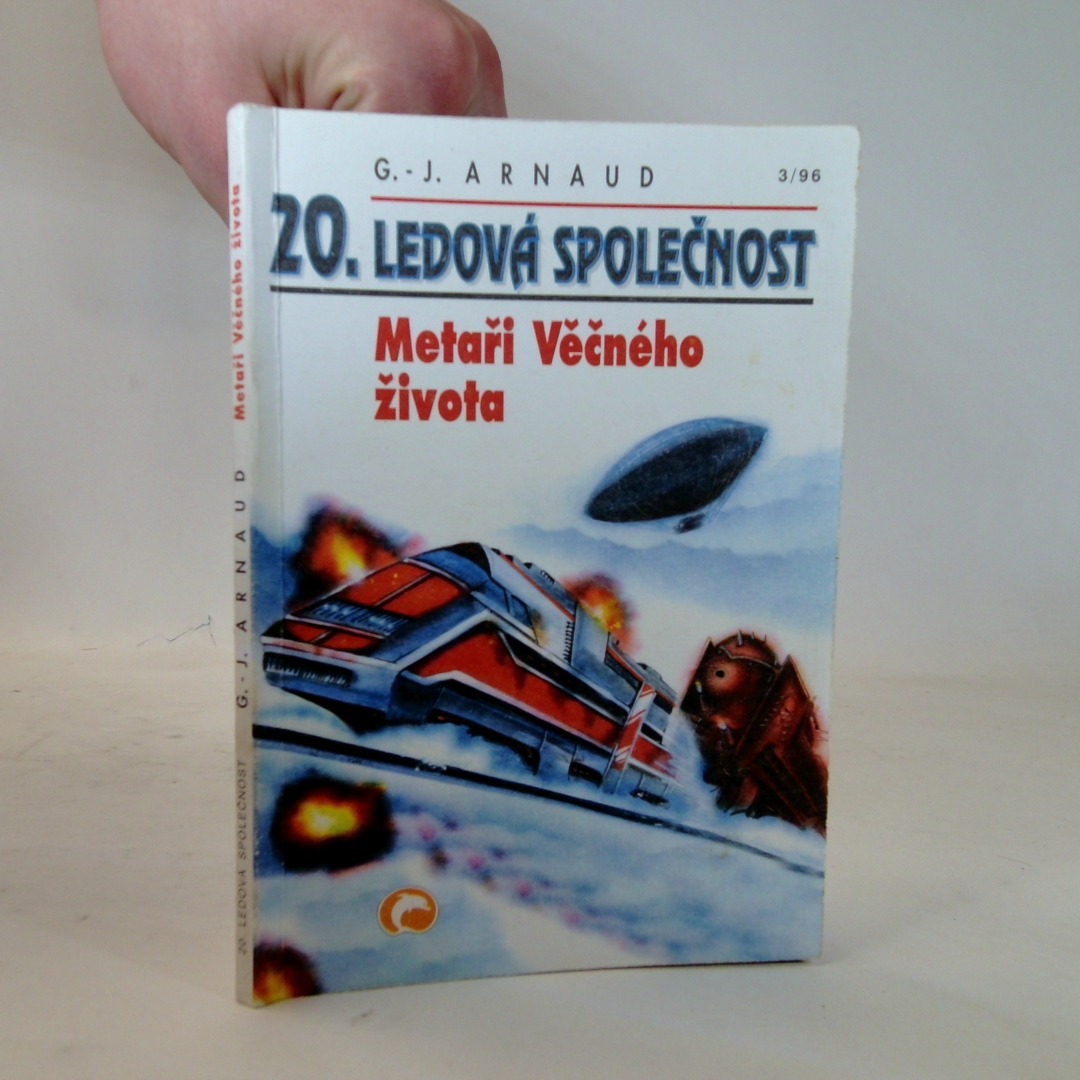 G.-J. ARNAUD
3/96
20. LEDOVÁ SPOLEČNOST
Metaři Věčného
života
20. LEDOVÁ SPOLEČNOST G.-J. ARNAUD Metaři Věčného života